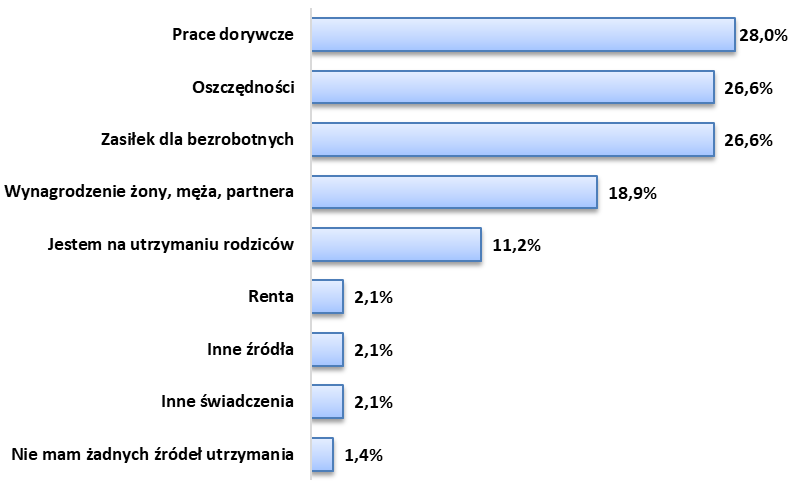 Prace dorywcze 28,0%
Oszczędności 26,6%
Zasiłek dla bezrobotnych 26,6%
Wynagrodzenie żony, męża, partnera 18,9%
Jestem na utrzymaniu rodziców 11,2%
Renta 2,1%
Inne źródła 2,1%
Inne świadczenia 2,1%
Nie mam żadnych źródeł utrzymania 1,4%